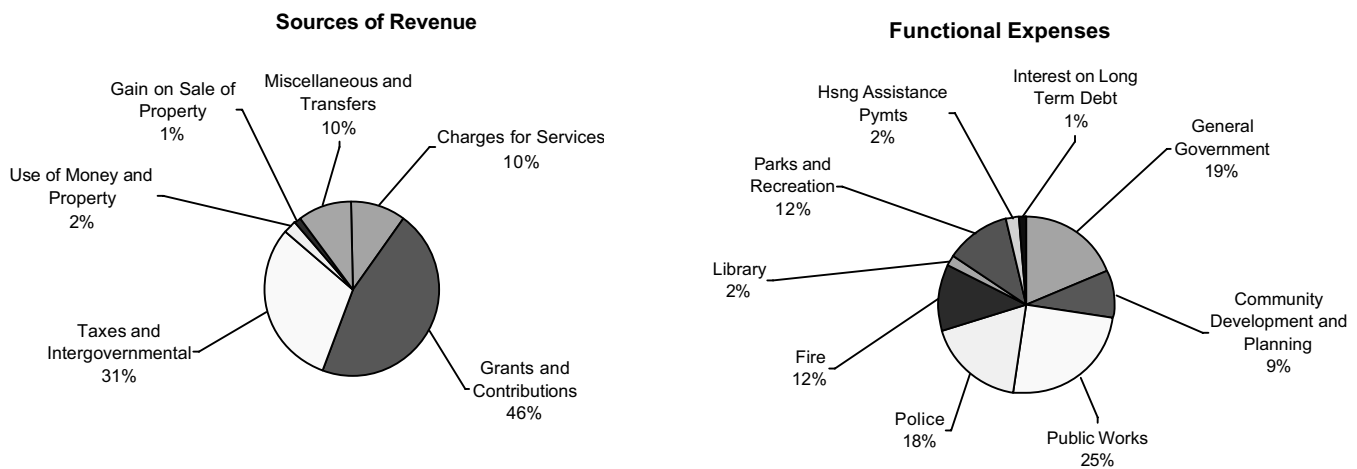 Sources of Revenue
Gain on Sale of
Property
1%
Miscellaneous and
Transfers
10%
Charges for Services
10%
Use of Money and
Property
2%
Taxes and
Intergovernmental
31%
Grants and
Contributions
46%
Functional Expenses
Hsng Assistance
Pymts
2%
Interest on Long
Term Debt
1%
General
Government
19%
Parks and
Recreation
12%
Library
2%
Community
Development and
Planning
9%
Fire
12%
Police
18%
Public Works
25%